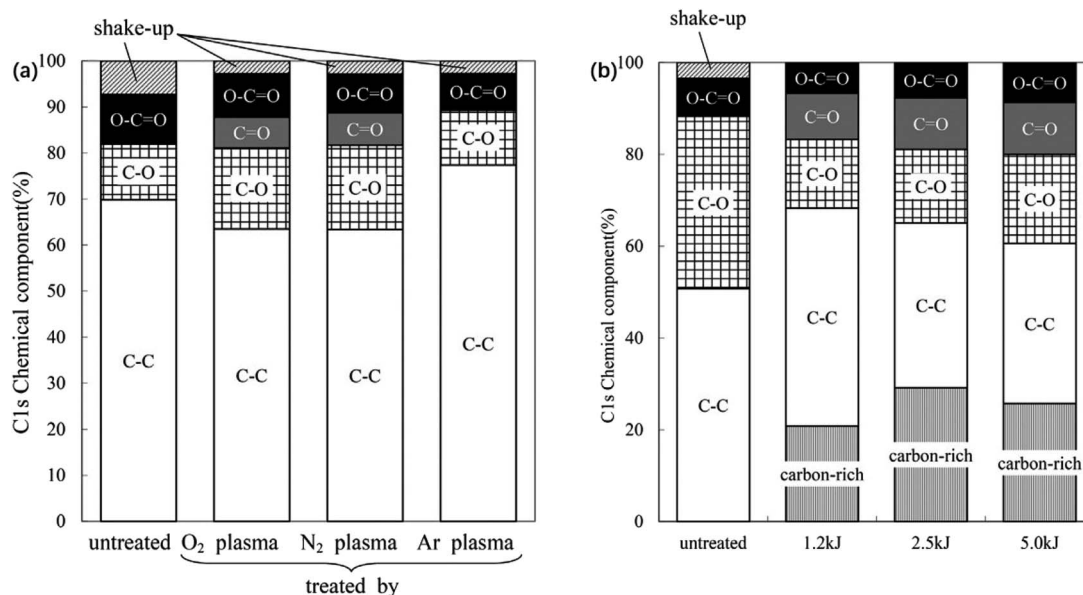 shake-up
(a)
C1s Chemical component(%)
100
90
80
70
60
50
40
30
20
10
0
O-C=O
C-O
C-C
O-C=O
C=O
C-O
C-C
O-C=O
C=O
C-O
C-C
O-C=O
C-O
C-C
untreated O2 plasma N2 plasma Ar plasma
treated by
shake-up
(b)
C1s Chemical component(%)
100
80
60
40
20
0
O-C=O
C-O
C-C
O-C=O
C=O
C-O
C-C
carbon-rich
O-C=O
C=O
C-O
C-C
carbon-rich
O-C=O
C=O
C-O
C-C
carbon-rich
untreated 1.2kJ 2.5kJ 5.0kJ